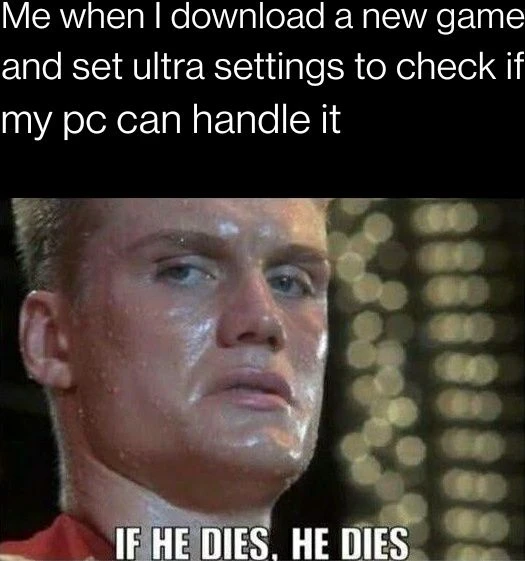 Me when I download a new game
and set ultra settings to check if
my pc can handle it
IF HE DIES, HE DIES